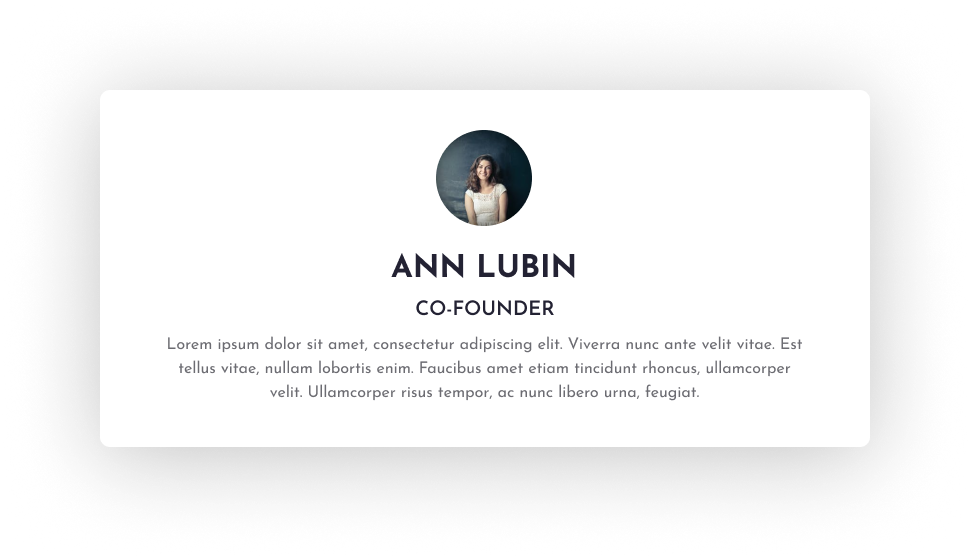 ANN LUBIN
CO-FOUNDER
Lorem ipsum dolor sit amet, consectetur adipiscing elit. Viverra nunc ante velit vitae. Est
tellus vitae, nullam lobortis enim. Faucibus amet etiam tincidunt rhoncus, ullamcorper
velit. Ullamcorper risus tempor, ac nunc libero urna, feugiat.